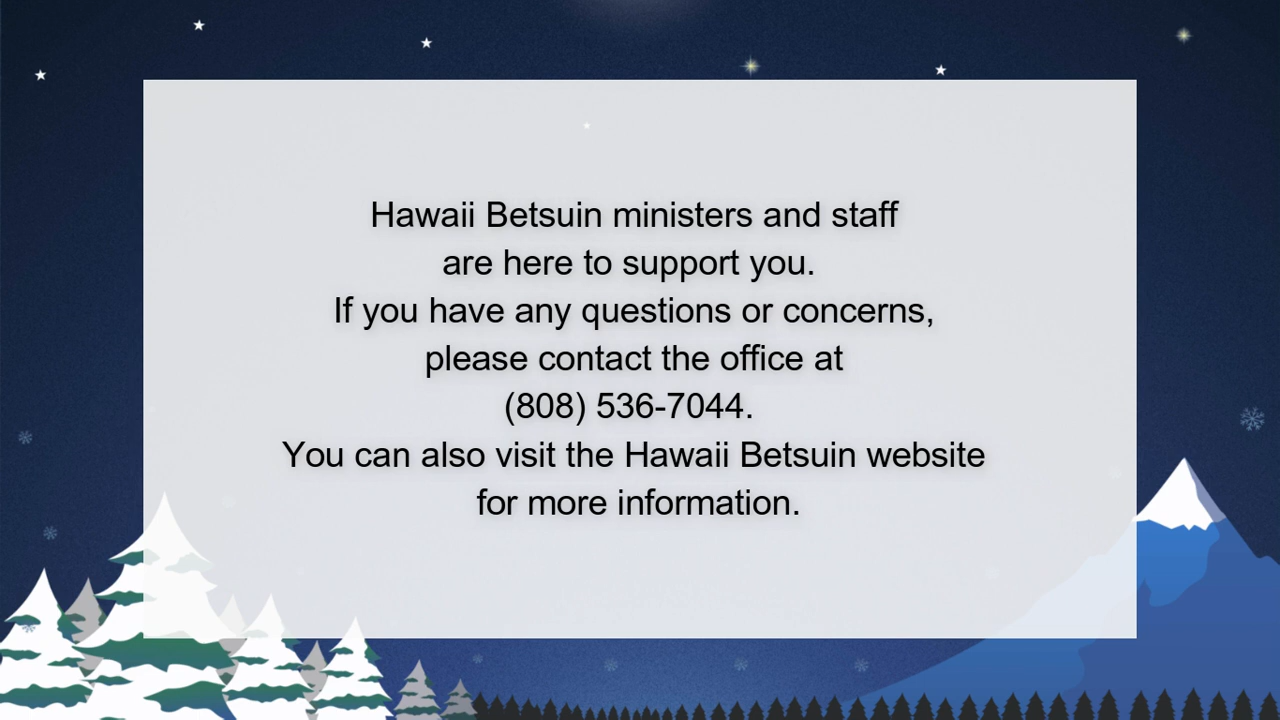 Hawaii Betsuin ministers and staff
are here to support you.
If you have any questions or concerns,
please contact the office at
(808) 536-7044.
You can also visit the Hawaii Betsuin website
for more information.